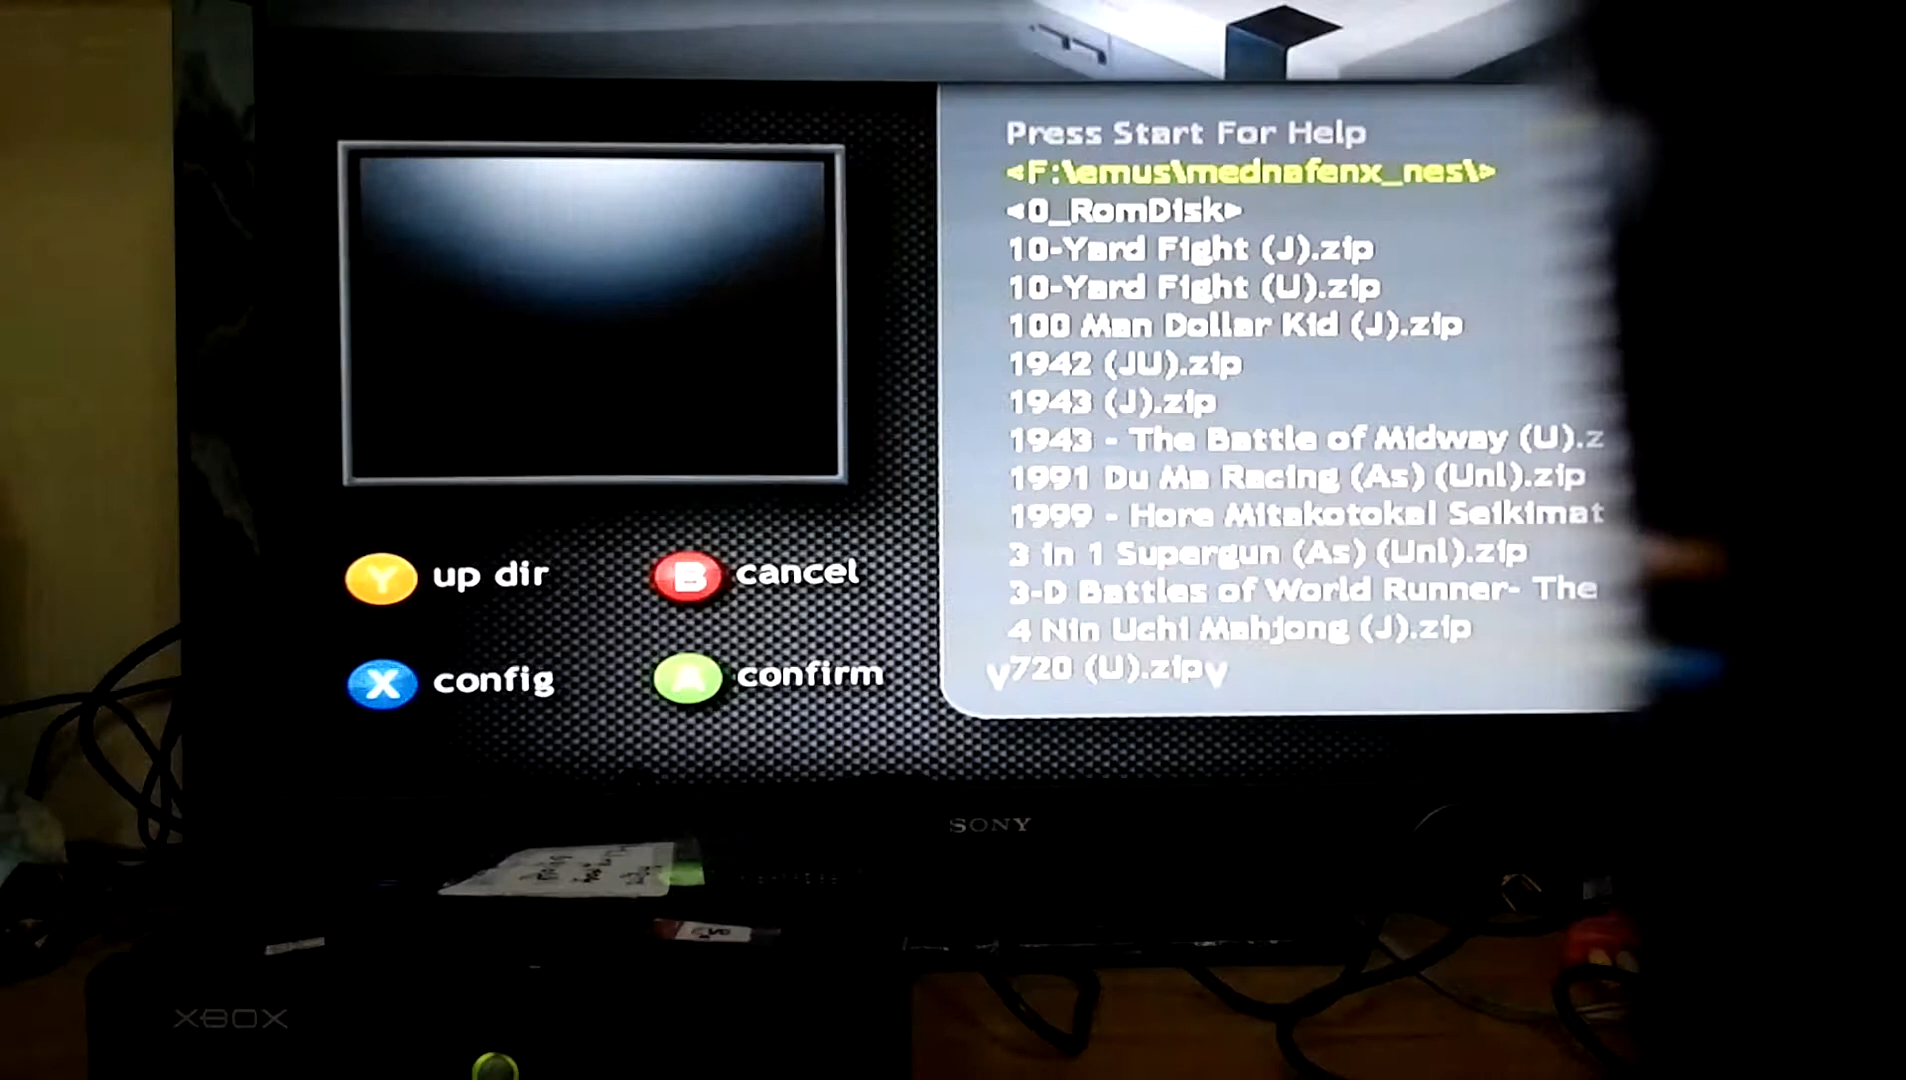 Press Start For Help
<F:\emus\mednafenx_nes\>
<0_RomDisk>
10-Yard Fight (J).zip
10-Yard Fight (U).zip
100 Man Dollar Kid (J).zip
1942 (JU).zip
1943 (J).zip
1943 - The Battle of Midway (U).z
1991 Du Ma Racing (As) (Unl).zip
1999 - Hore Mitakotokai Seikimat
3 in 1 Supergun (As) (Unl).zip
3-D Battles of World Runner- The
4 Nin Uchi Mahjong (J).zip
v720 (U).zipv
Y up dir
B cancel
X config
A confirm
SONY
XBOX